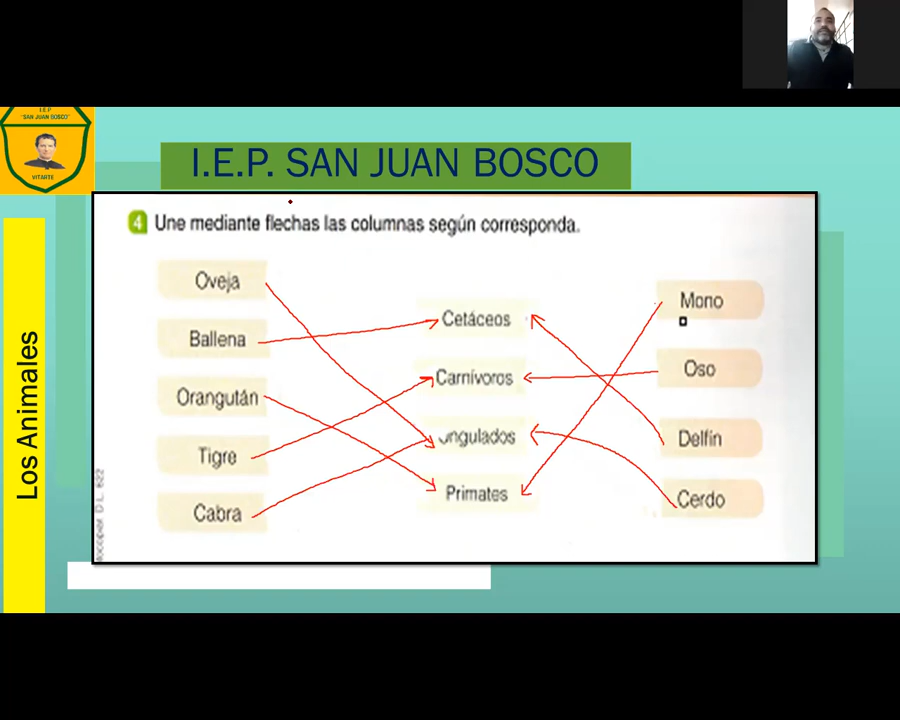 I.E.P
"SAN JUAN BOSCO"
VITARTE
I.E.P. SAN JUAN BOSCO
Los Animales
4 Une mediante flechas las columnas según corresponda.
Oveja
Ballena
Orangután
Tigre
Cabra
Cetáceos
Carnívoros
ungulados
Primates
Mono
Oso
Delfín
Cerdo
D.L. 622